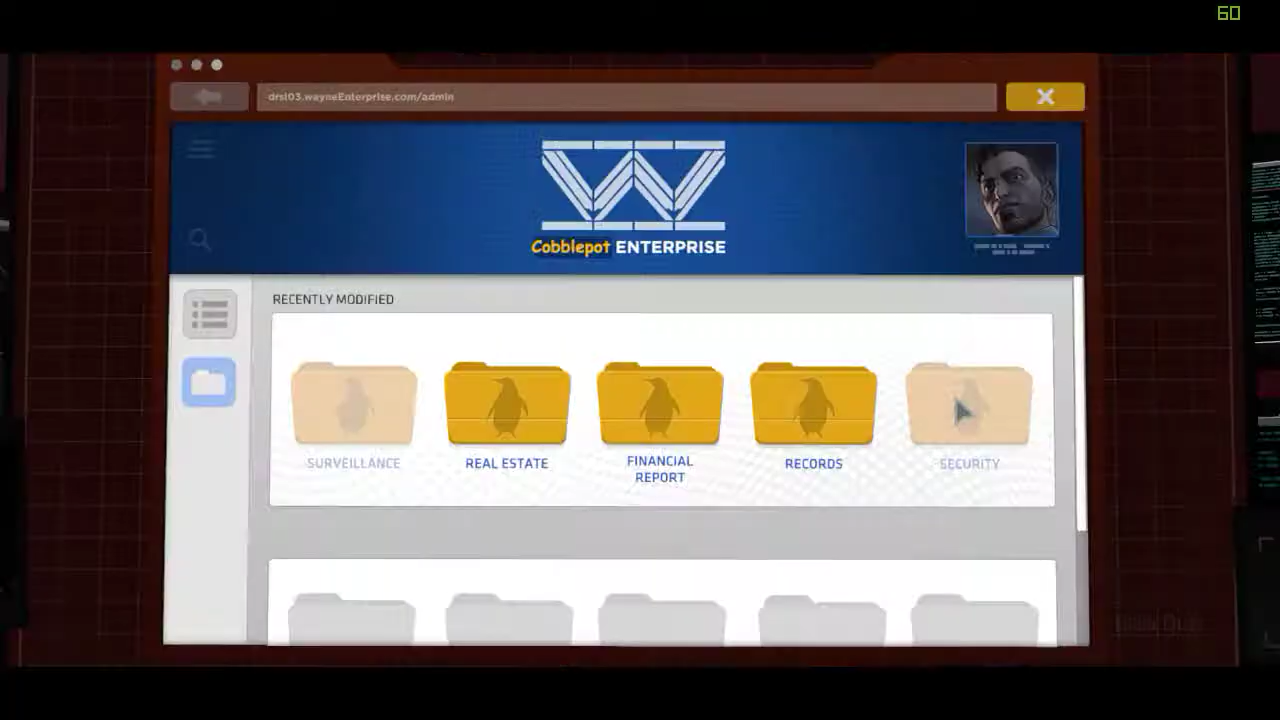 60
drsl03.wayneEnterprise.com/admin
Cobblepot ENTERPRISE
RECENTLY MODIFIED
SURVEILLANCE
REAL ESTATE
FINANCIAL
REPORT
RECORDS
SECURITY